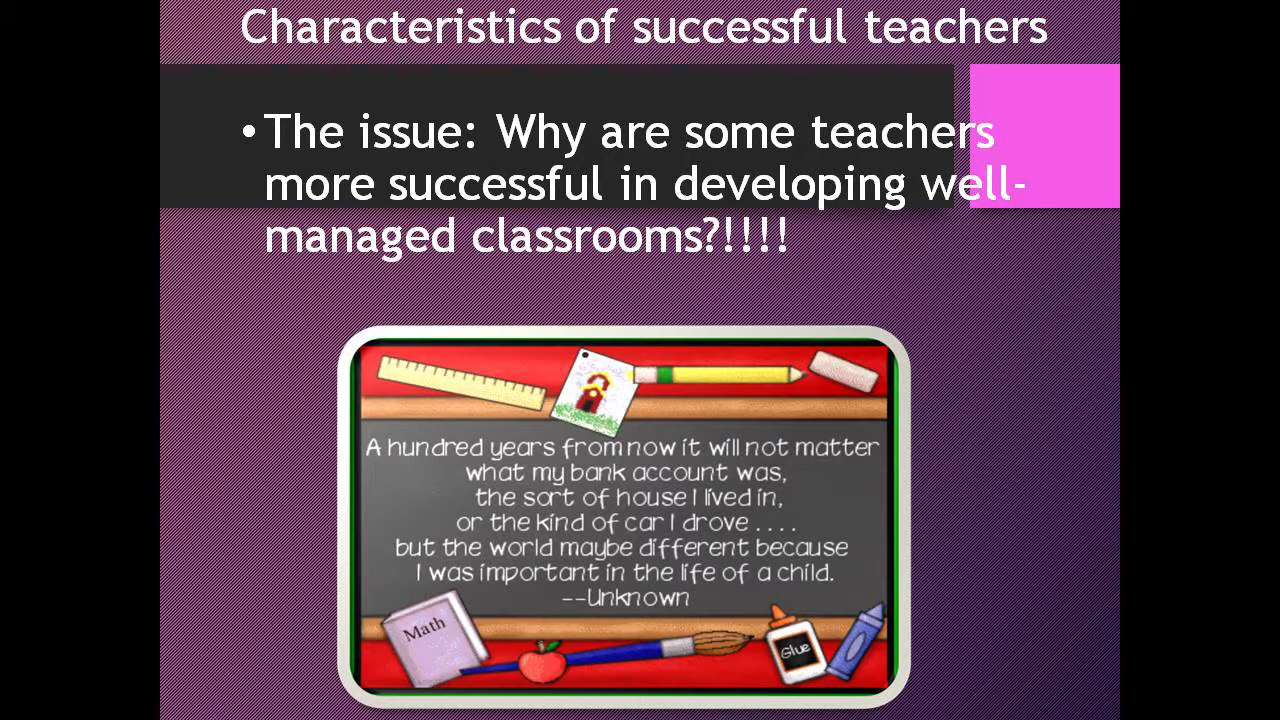 Characteristics of successful teachers
• The issue: Why are some teachers
more successful in developing well-
managed classrooms?!!!!
A hundred years from now it will not matter
what my bank account was,
the sort of house I lived in,
or the kind of car I drove . . . .
but the world maybe different because
I was important in the life of a child.
--Unknown
Math
Glue